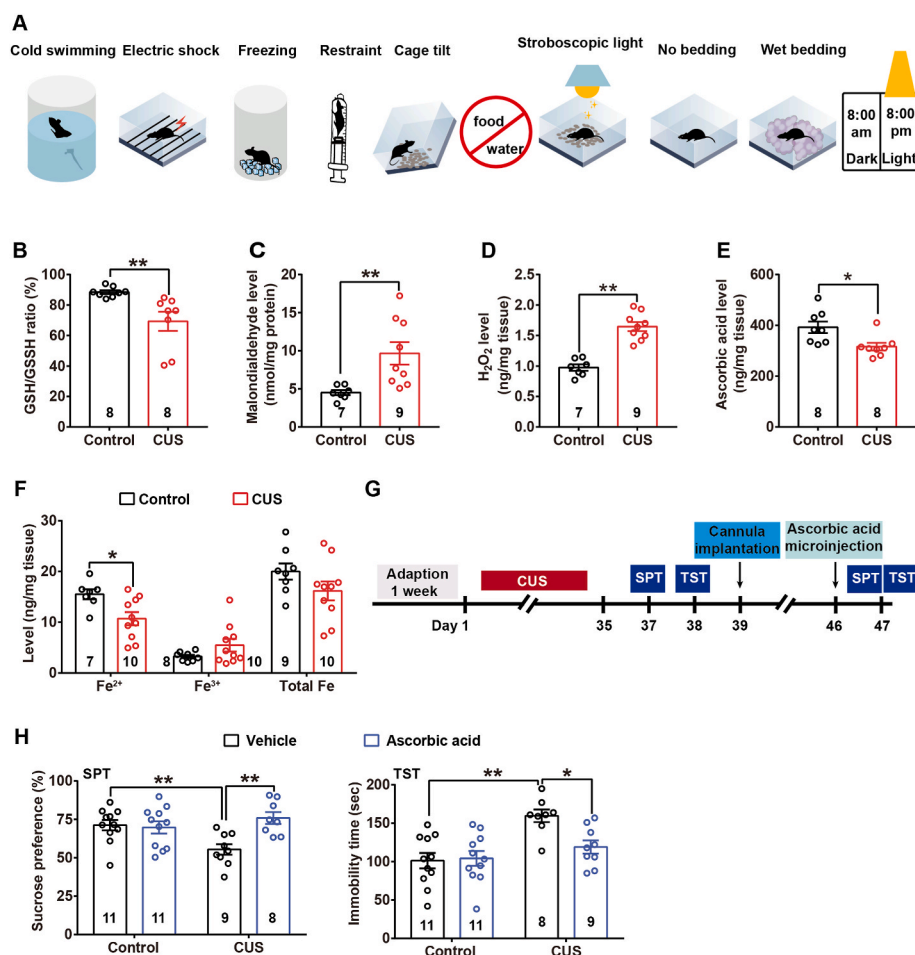 A
Cold swimming
Electric shock
Freezing
Restraint
Cage tilt
Stroboscopic light
No bedding
Wet bedding
food
water
8:00
am
Dark
8:00
pm
Light
B
GSH/GSSH ratio (%)
100
80
60
40
20
0
**
8
8
Control
CUS
C
Malondialdehyde level
(nmol/mg protein)
20
15
10
5
0
**
7
9
Control
CUS
D
H₂O₂ level
(ng/mg tissue)
2.5
2.0
1.5
1.0
0.5
0.0
**
7
9
Control
CUS
E
Ascorbic acid level
(ng/mg tissue)
600
400
200
0
*
8
8
Control
CUS
F
Control
CUS
Level (ng/mg tissue)
30
20
10
0
*
7
10
8
10
9
10
Fe²⁺
Fe³⁺
Total Fe
G
Adaption
1 week
CUS
SPT
TST
Cannula
implantation
Ascorbic acid
microinjection
SPT
TST
Day 1
35
37
38
39
46
47
H
Vehicle
Ascorbic acid
SPT
Sucrose preference (%)
100
75
50
25
0
**
**
11
11
9
8
Control
CUS
TST
Immobility time (sec)
200
150
100
50
0
**
*
11
11
8
9
Control
CUS